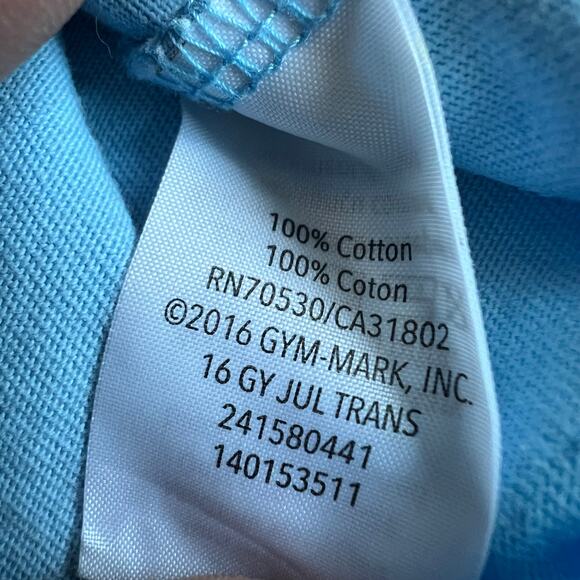 100% Cotton
100% Coton
RN70530/CA31802
©2016 GYM-MARK, INC.
16 GY JUL TRANS
241580441
140153511